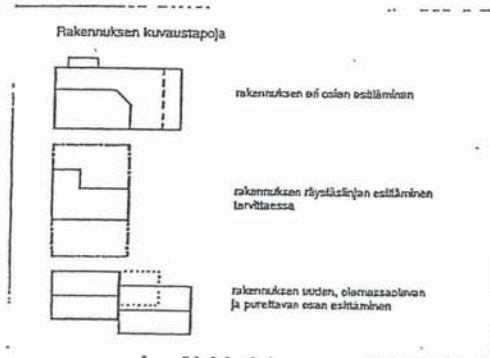 Rakennuksen kuvaustapoja
rakennuksen eri osien esittäminen
rakennuksen räystäslinjan esittäminen
tarvittaessa
rakennuksen uuden, olemassaolevan
ja purettavan osan esittäminen